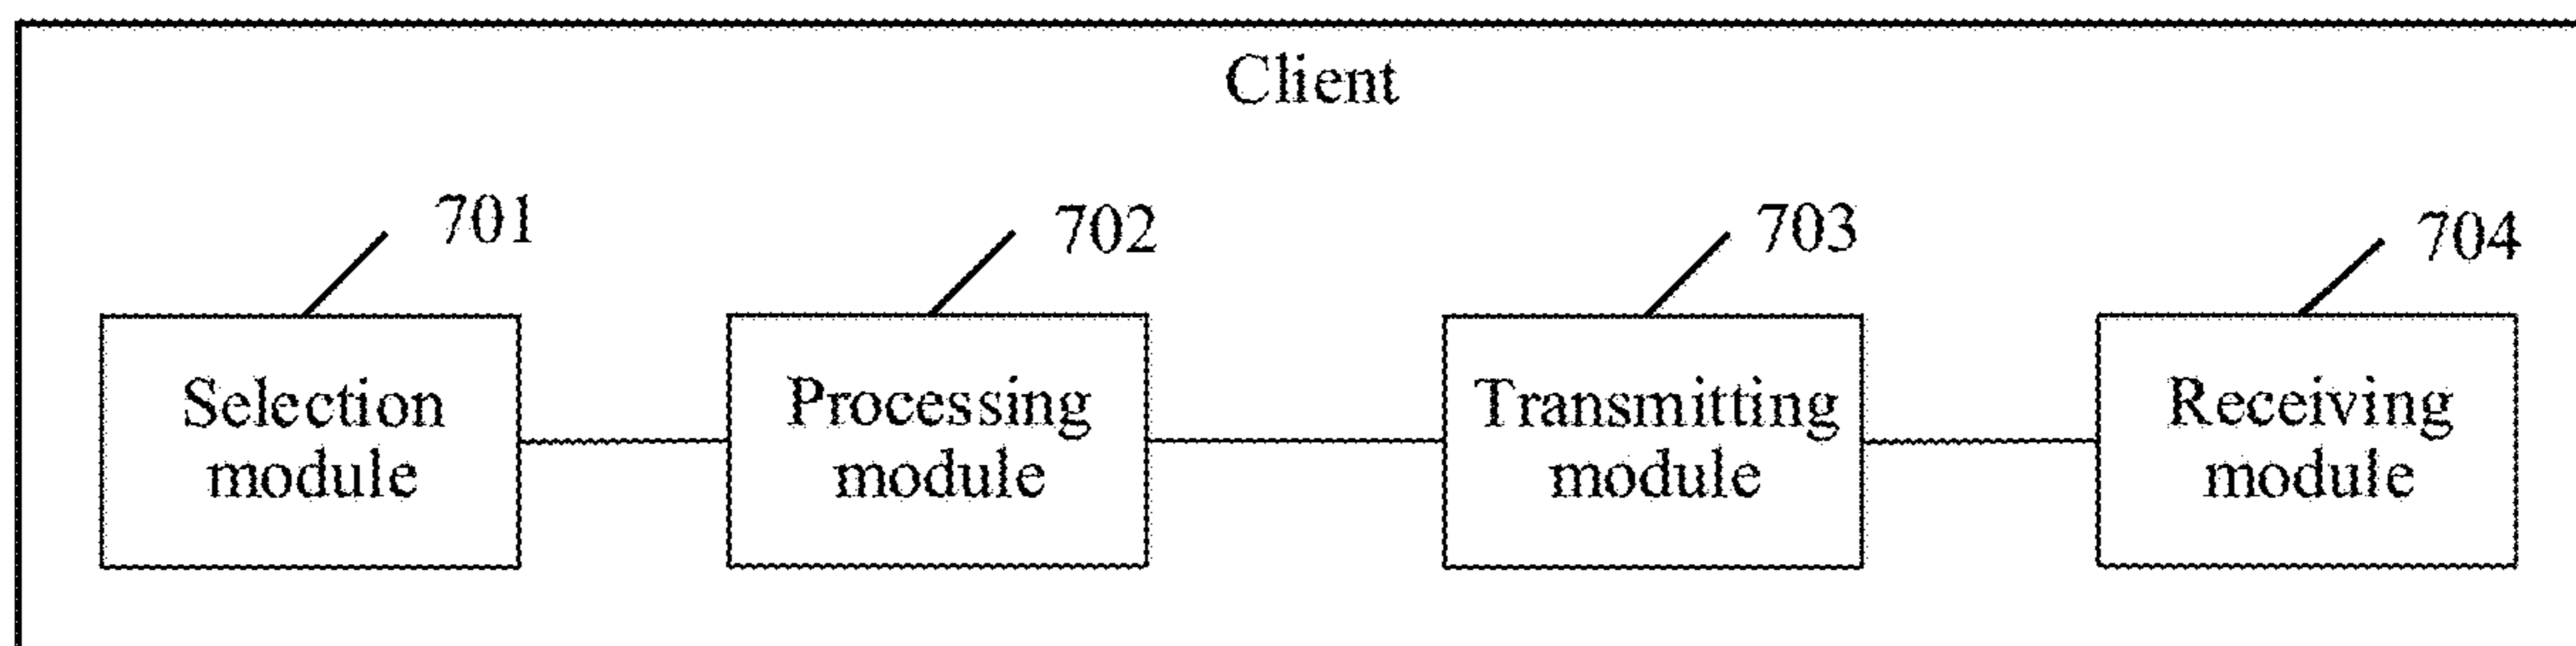 Client
701
702
703
704
Selection
module
Processing
module
Transmitting
module
Receiving
module